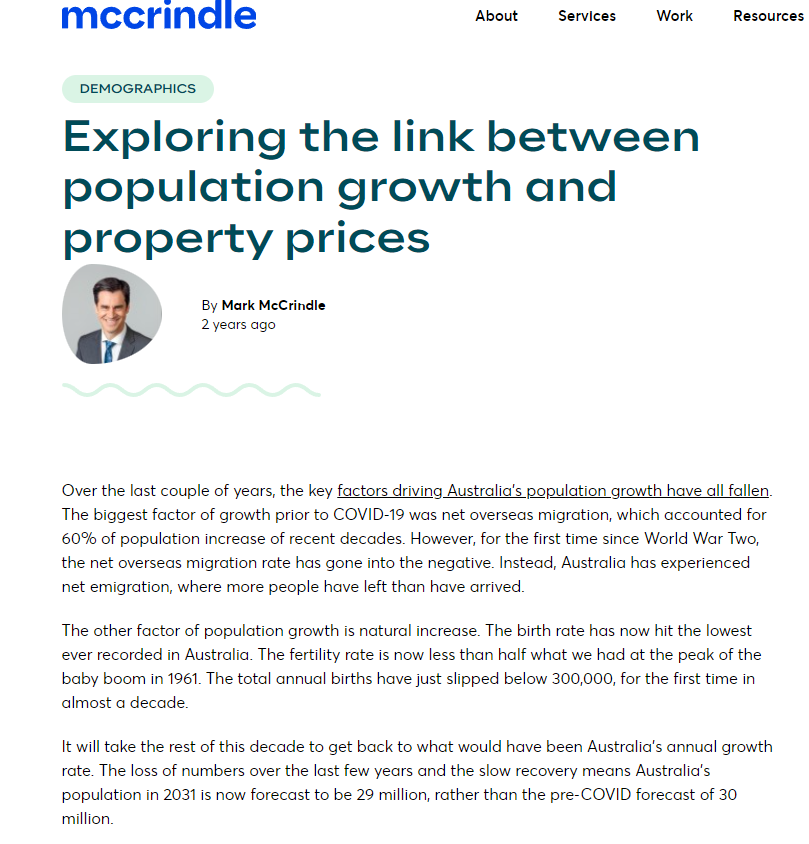 mccrindle
About Services Work Resources
DEMOGRAPHICS
Exploring the link between
population growth and
property prices
By Mark McCrindle
2 years ago
Over the last couple of years, the key factors driving Australia's population growth have all fallen.
The biggest factor of growth prior to COVID-19 was net overseas migration, which accounted for
60% of population increase of recent decades. However, for the first time since World War Two,
the net overseas migration rate has gone into the negative. Instead, Australia has experienced
net emigration, where more people have left than have arrived.
The other factor of population growth is natural increase. The birth rate has now hit the lowest
ever recorded in Australia. The fertility rate is now less than half what we had at the peak of the
baby boom in 1961. The total annual births have just slipped below 300,000, for the first time in
almost a decade.
It will take the rest of this decade to get back to what would have been Australia's annual growth
rate. The loss of numbers over the last few years and the slow recovery means Australia's
population in 2031 is now forecast to be 29 million, rather than the pre-COVID forecast of 30
million.